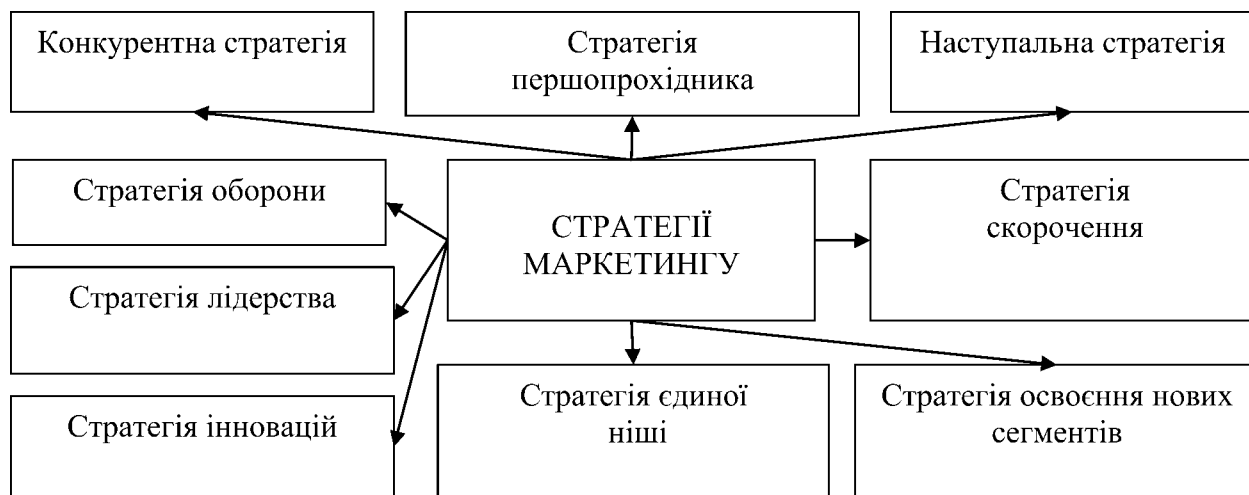 Конкурентна стратегія
Стратегія
першопрохідника
Наступальна стратегія
Стратегія оборони
СТРАТЕГІЇ
МАРКЕТИНГУ
Стратегія
скорочення
Стратегія лідерства
Стратегія інновацій
Стратегія єдиної
ніші
Стратегія освоєння нових
сегментів